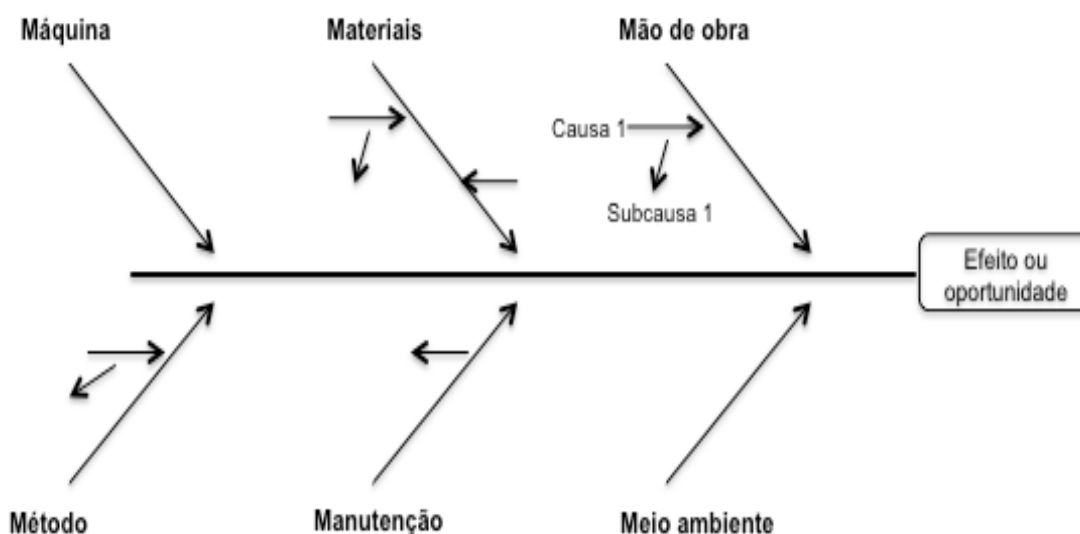 Máquina
Materiais
Mão de obra
Causa 1
Subcausa 1
Efeito ou
oportunidade
Método
Manutenção
Meio ambiente